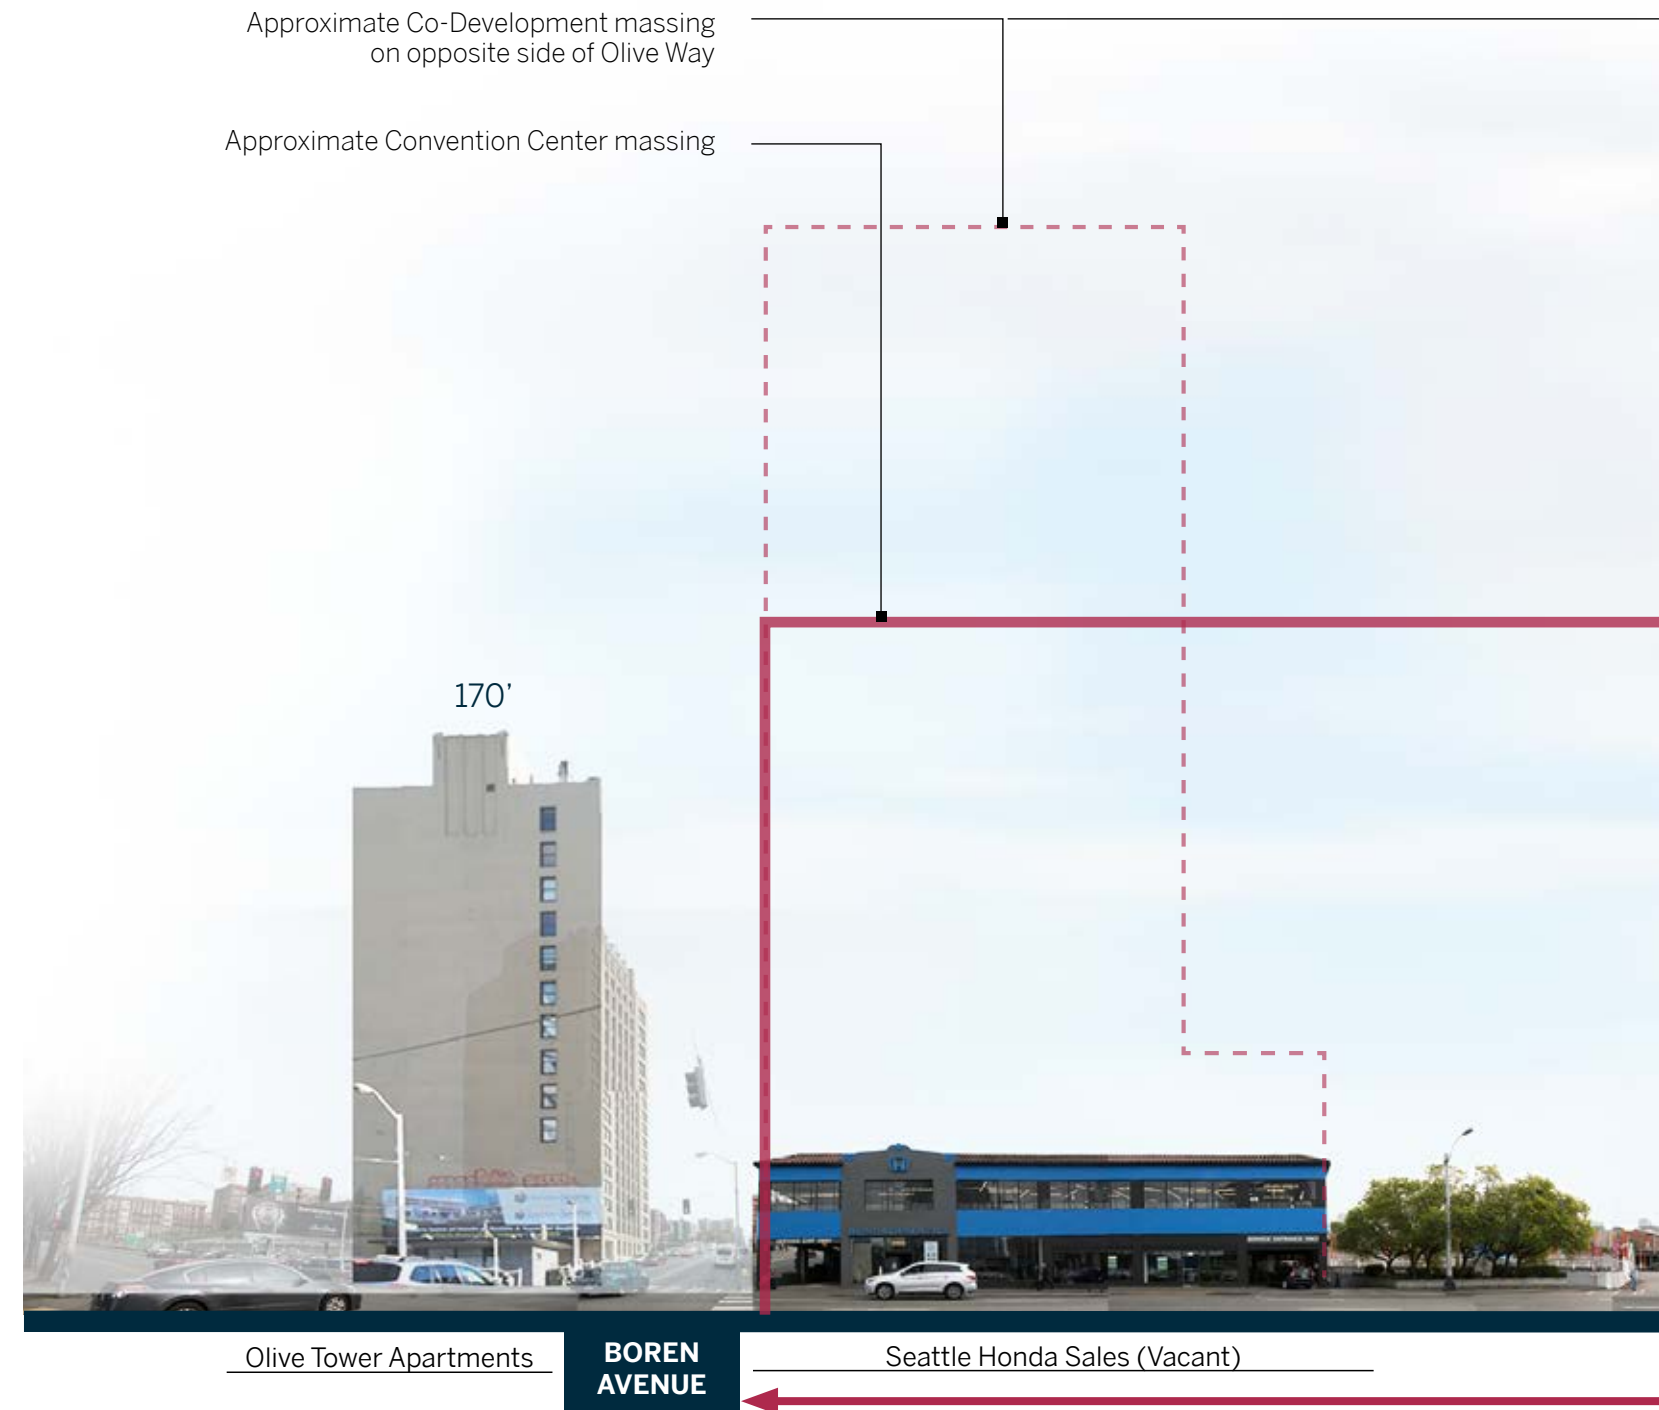 Approximate Co-Development massing
on opposite side of Olive Way
Approximate Convention Center massing
170’
Olive Tower Apartments
BOREN
AVENUE
Seattle Honda Sales (Vacant)